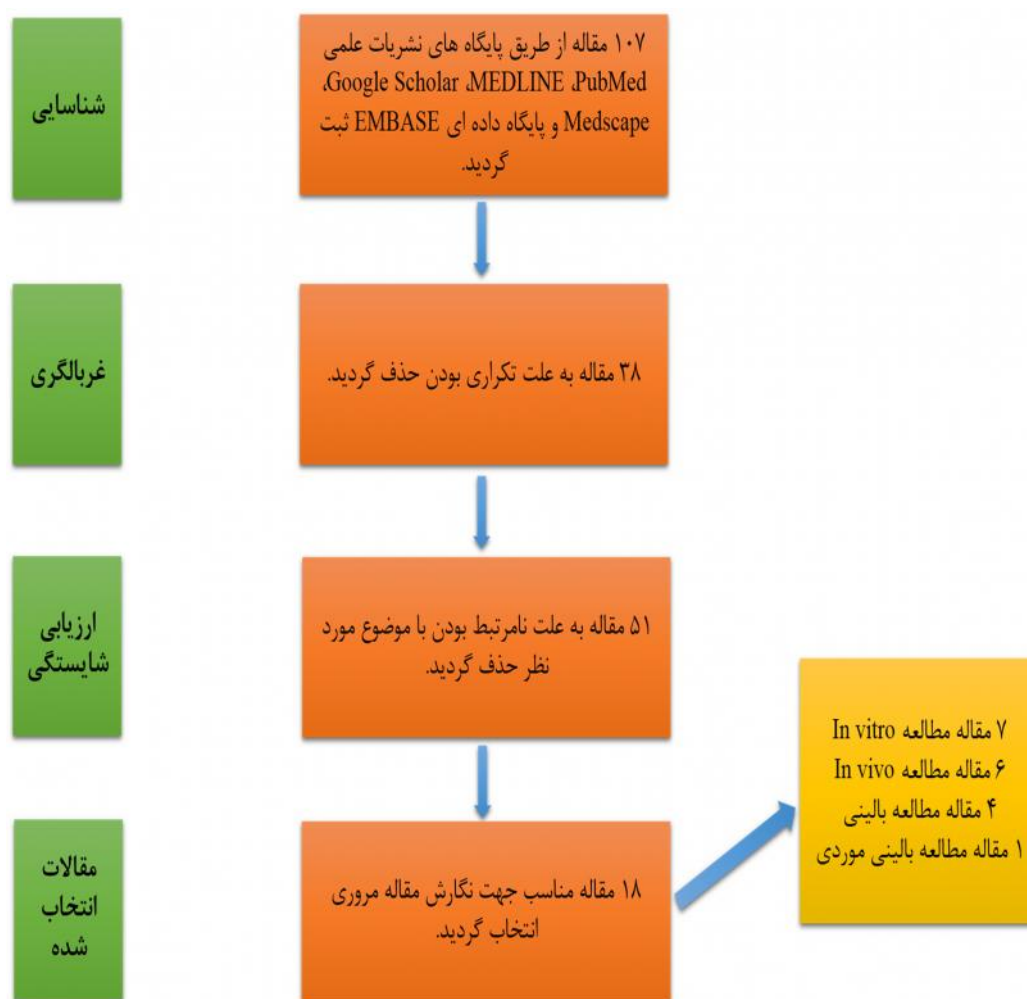 شناسایی
۱۰۷ مقاله از طریق پایگاه های نشریات علمی
PubMed، MEDLINE، Google Scholar،
Medscape و پایگاه داده ای EMBASE ثبت
گردید.
غربالگری
۳۸ مقاله به علت تکراری بودن حذف گردید.
ارزیابی
شایستگی
۵۱ مقاله به علت نامرتبط بودن با موضوع مورد
نظر حذف گردید.
مقالات
انتخاب
شده
۱۸ مقاله مناسب جهت نگارش مقاله مروری
انتخاب گردید.
۷ مقاله مطالعه In vitro
۶ مقاله مطالعه In vivo
۴ مقاله مطالعه بالینی
۱ مقاله مطالعه بالینی موردی